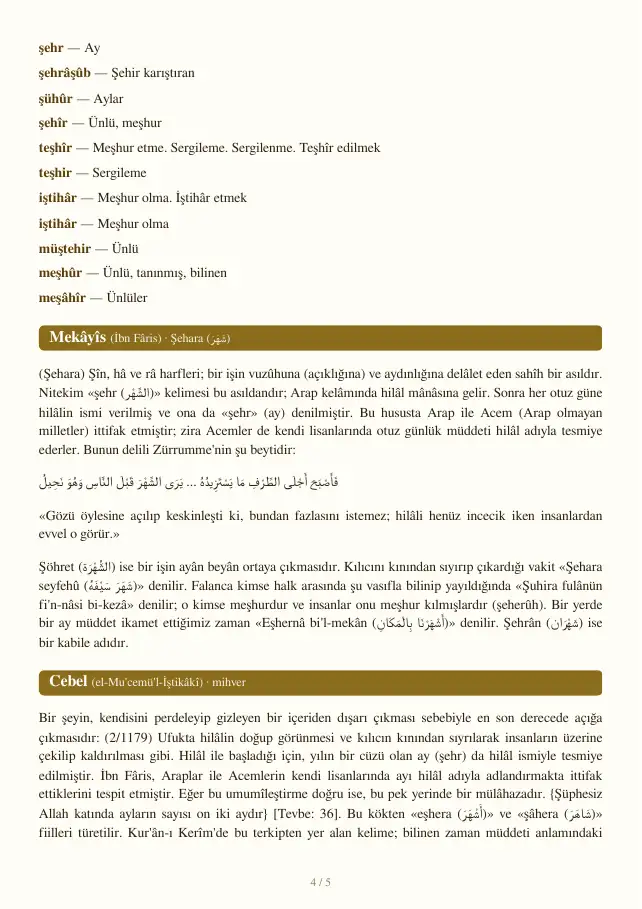 şehr — Ay
şehrâşûb — Şehir karıştıran
şühûr — Aylar
şehîr — Ünlü, meşhur
teşhîr — Meşhur etme. Sergileme. Sergilenme. Teşhîr edilmek
teşhir — Sergileme
iştihâr — Meşhur olma. İştihâr etmek
iştihâr — Meşhur olma
müştehir — Ünlü
meşhûr — Ünlü, tanınmış, bilinen
meşâhîr — Ünlüler
Mekâyîs (İbn Fâris) · Şehara (شَهَرَ)
(Şehara) Şîn, hâ ve râ harfleri; bir işin vuzûhuna (açıklığına) ve aydınlığına delâlet eden sahîh bir asıldır.
Nitekim «şehr (الشَّهْر)» kelimesi bu asıldandır; Arap kelâmında hilâl mânâsına gelir. Sonra her otuz güne
hilâlin ismi verilmiş ve ona da «şehr» (ay) denilmiştir. Bu hususta Arap ile Acem (Arap olmayan
milletler) ittifak etmiştir; zira Acemler de kendi lisanlarında otuz günlük müddeti hilâl adıyla tesmiye
ederler. Bunun delili Zürrumme'nin şu beytidir:
فَأَصْبَحَ أَجْلَى الطَّرْفِ مَا يَسْتَزِيدُهُ ... يَرَى الشَّهْرَ قَبْلَ النَّاسِ وَهُوَ نَحِيلُ
«Gözü öylesine açılıp keskinleşti ki, bundan fazlasını istemez; hilâli henüz incecik iken insanlardan
evvel o görür.»
Şöhret (الشُّهْرَة) ise bir işin ayân beyân ortaya çıkmasıdır. Kılıcını kınından sıyırıp çıkardığı vakit «Şehara
seyfehû (شَهَرَ سَيْفَهُ)» denilir. Falanca kimse halk arasında şu vasıfla bilinip yayıldığında «Şuhira fulânün
fi'n-nâsi bi-kezâ» denilir; o kimse meşhurdur ve insanlar onu meşhur kılmışlardır (şeherûh). Bir yerde
bir ay müddet ikamet ettiğimiz zaman «Eşhernâ bi'l-mekân (أَشْهَرْنَا بِالْمَكَانِ)» denilir. Şehrân (شَهْرَان) ise
bir kabile adıdır.
Cebel (el-Mu'cemü'l-İştikâkî) · mihver
Bir şeyin, kendisini perdeleyip gizleyen bir içeriden dışarı çıkması sebebiyle en son derecede açığa
çıkmasıdır: (2/1179) Ufukta hilâlin doğup görünmesi ve kılıcın kınından sıyrılarak insanların üzerine
çekilip kaldırılması gibi. Hilâl ile başladığı için, yılın bir cüzü olan ay (şehr) da hilâl ismiyle tesmiye
edilmiştir. İbn Fâris, Araplar ile Acemlerin kendi lisanlarında ayı hilâl adıyla adlandırmakta ittifak
ettiklerini tespit etmiştir. Eğer bu umumîleştirme doğru ise, bu pek yerinde bir mülâhazadır. {Şüphesiz
Allah katında ayların sayısı on iki aydır} [Tevbe: 36]. Bu kökten «eşhera (أَشْهَرَ)» ve «şâhera (شَاهَرَ)»
fiilleri türetilir. Kur'ân-ı Kerîm'de bu terkipten yer alan kelime; bilinen zaman müddeti anlamındaki
4 / 5